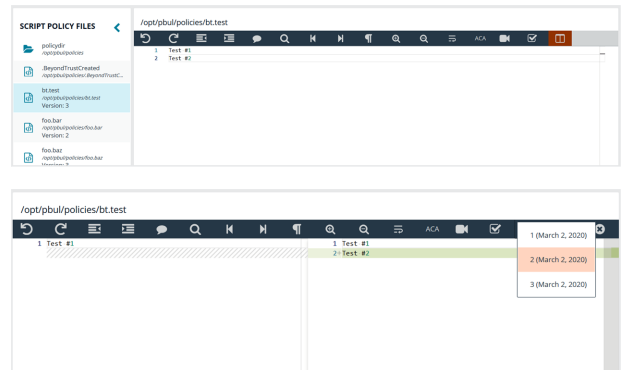 SCRIPT POLICY FILES
/opt/pbul/policies/bt.test
policydir
/opt/pbul/policies
ACA
1 Test #1
2 Test #2
.BeyondTrustCreated
/opt/pbul/policies/.BeyondTrustC...
bt.test
/opt/pbul/policies/bt.test
Version: 3
foo.bar
/opt/pbul/policies/foo.bar
Version: 2
foo.baz
/opt/pbul/policies/foo.baz
/opt/pbul/policies/bt.test
ACA
1 Test #1
1 Test #1
2+Test #2
1 (March 2, 2020)
2 (March 2, 2020)
3 (March 2, 2020)